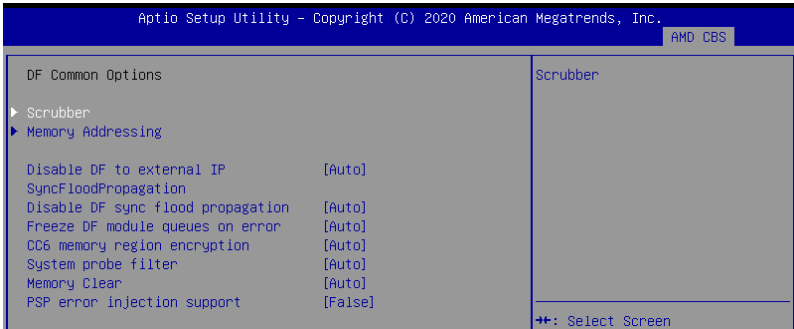 Aptio Setup Utility – Copyright (C) 2020 American Megatrends, Inc.
AMD CBS
DF Common Options
Scrubber
Memory Addressing
Disable DF to external IP [Auto]
SyncFloodPropagation
Disable DF sync flood propagation [Auto]
Freeze DF module queues on error [Auto]
CC6 memory region encryption [Auto]
System probe filter [Auto]
Memory Clear [Auto]
PSP error injection support [False]
Scrubber
→←: Select Screen